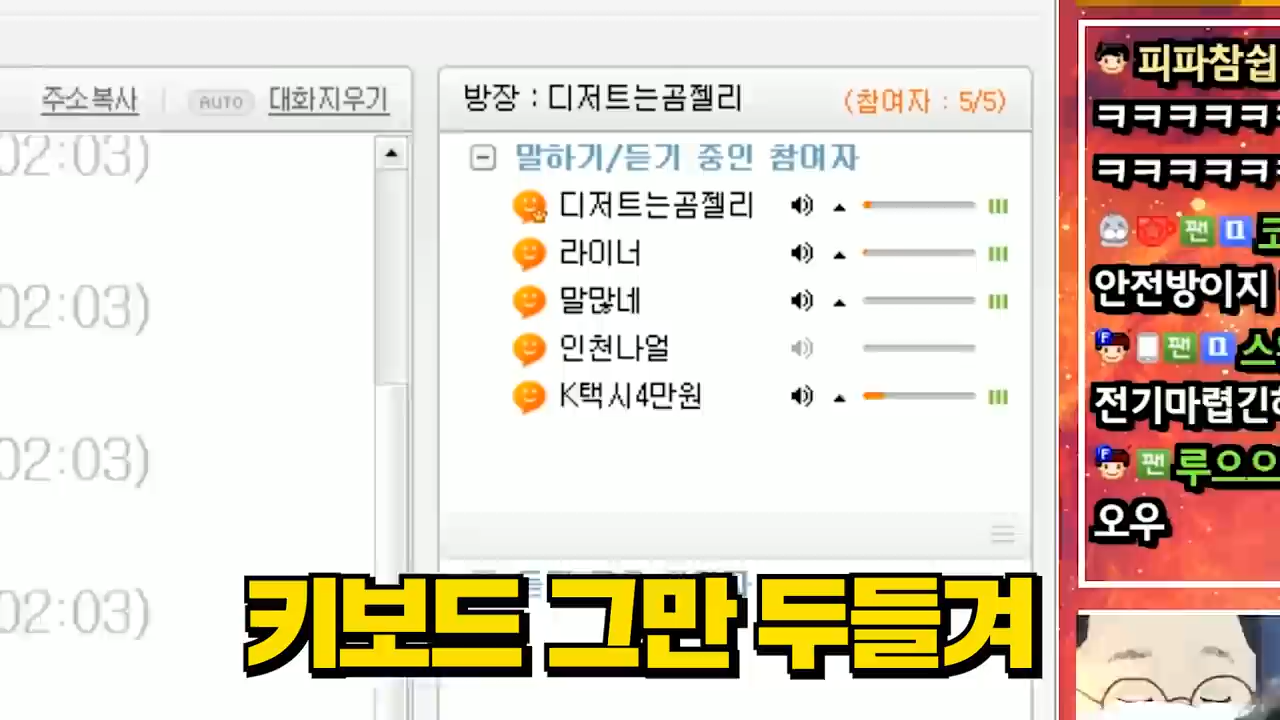 주소복사 AUTO 대화지우기
02:03)
02:03)
02:03)
02:03)
방장 : 디저트는곰젤리 (참여자 : 5/5)
말하기/듣기 중인 참여자
디저트는곰젤리
라이너
말많네
인천나얼
K택시4만원
키보드 그만 두들겨
피파참쉽
ㅋㅋㅋㅋㅋㅋ
ㅋㅋㅋㅋㅋㅋ
팬
안전방이지
팬
전기마렵긴
팬 루으으
오우